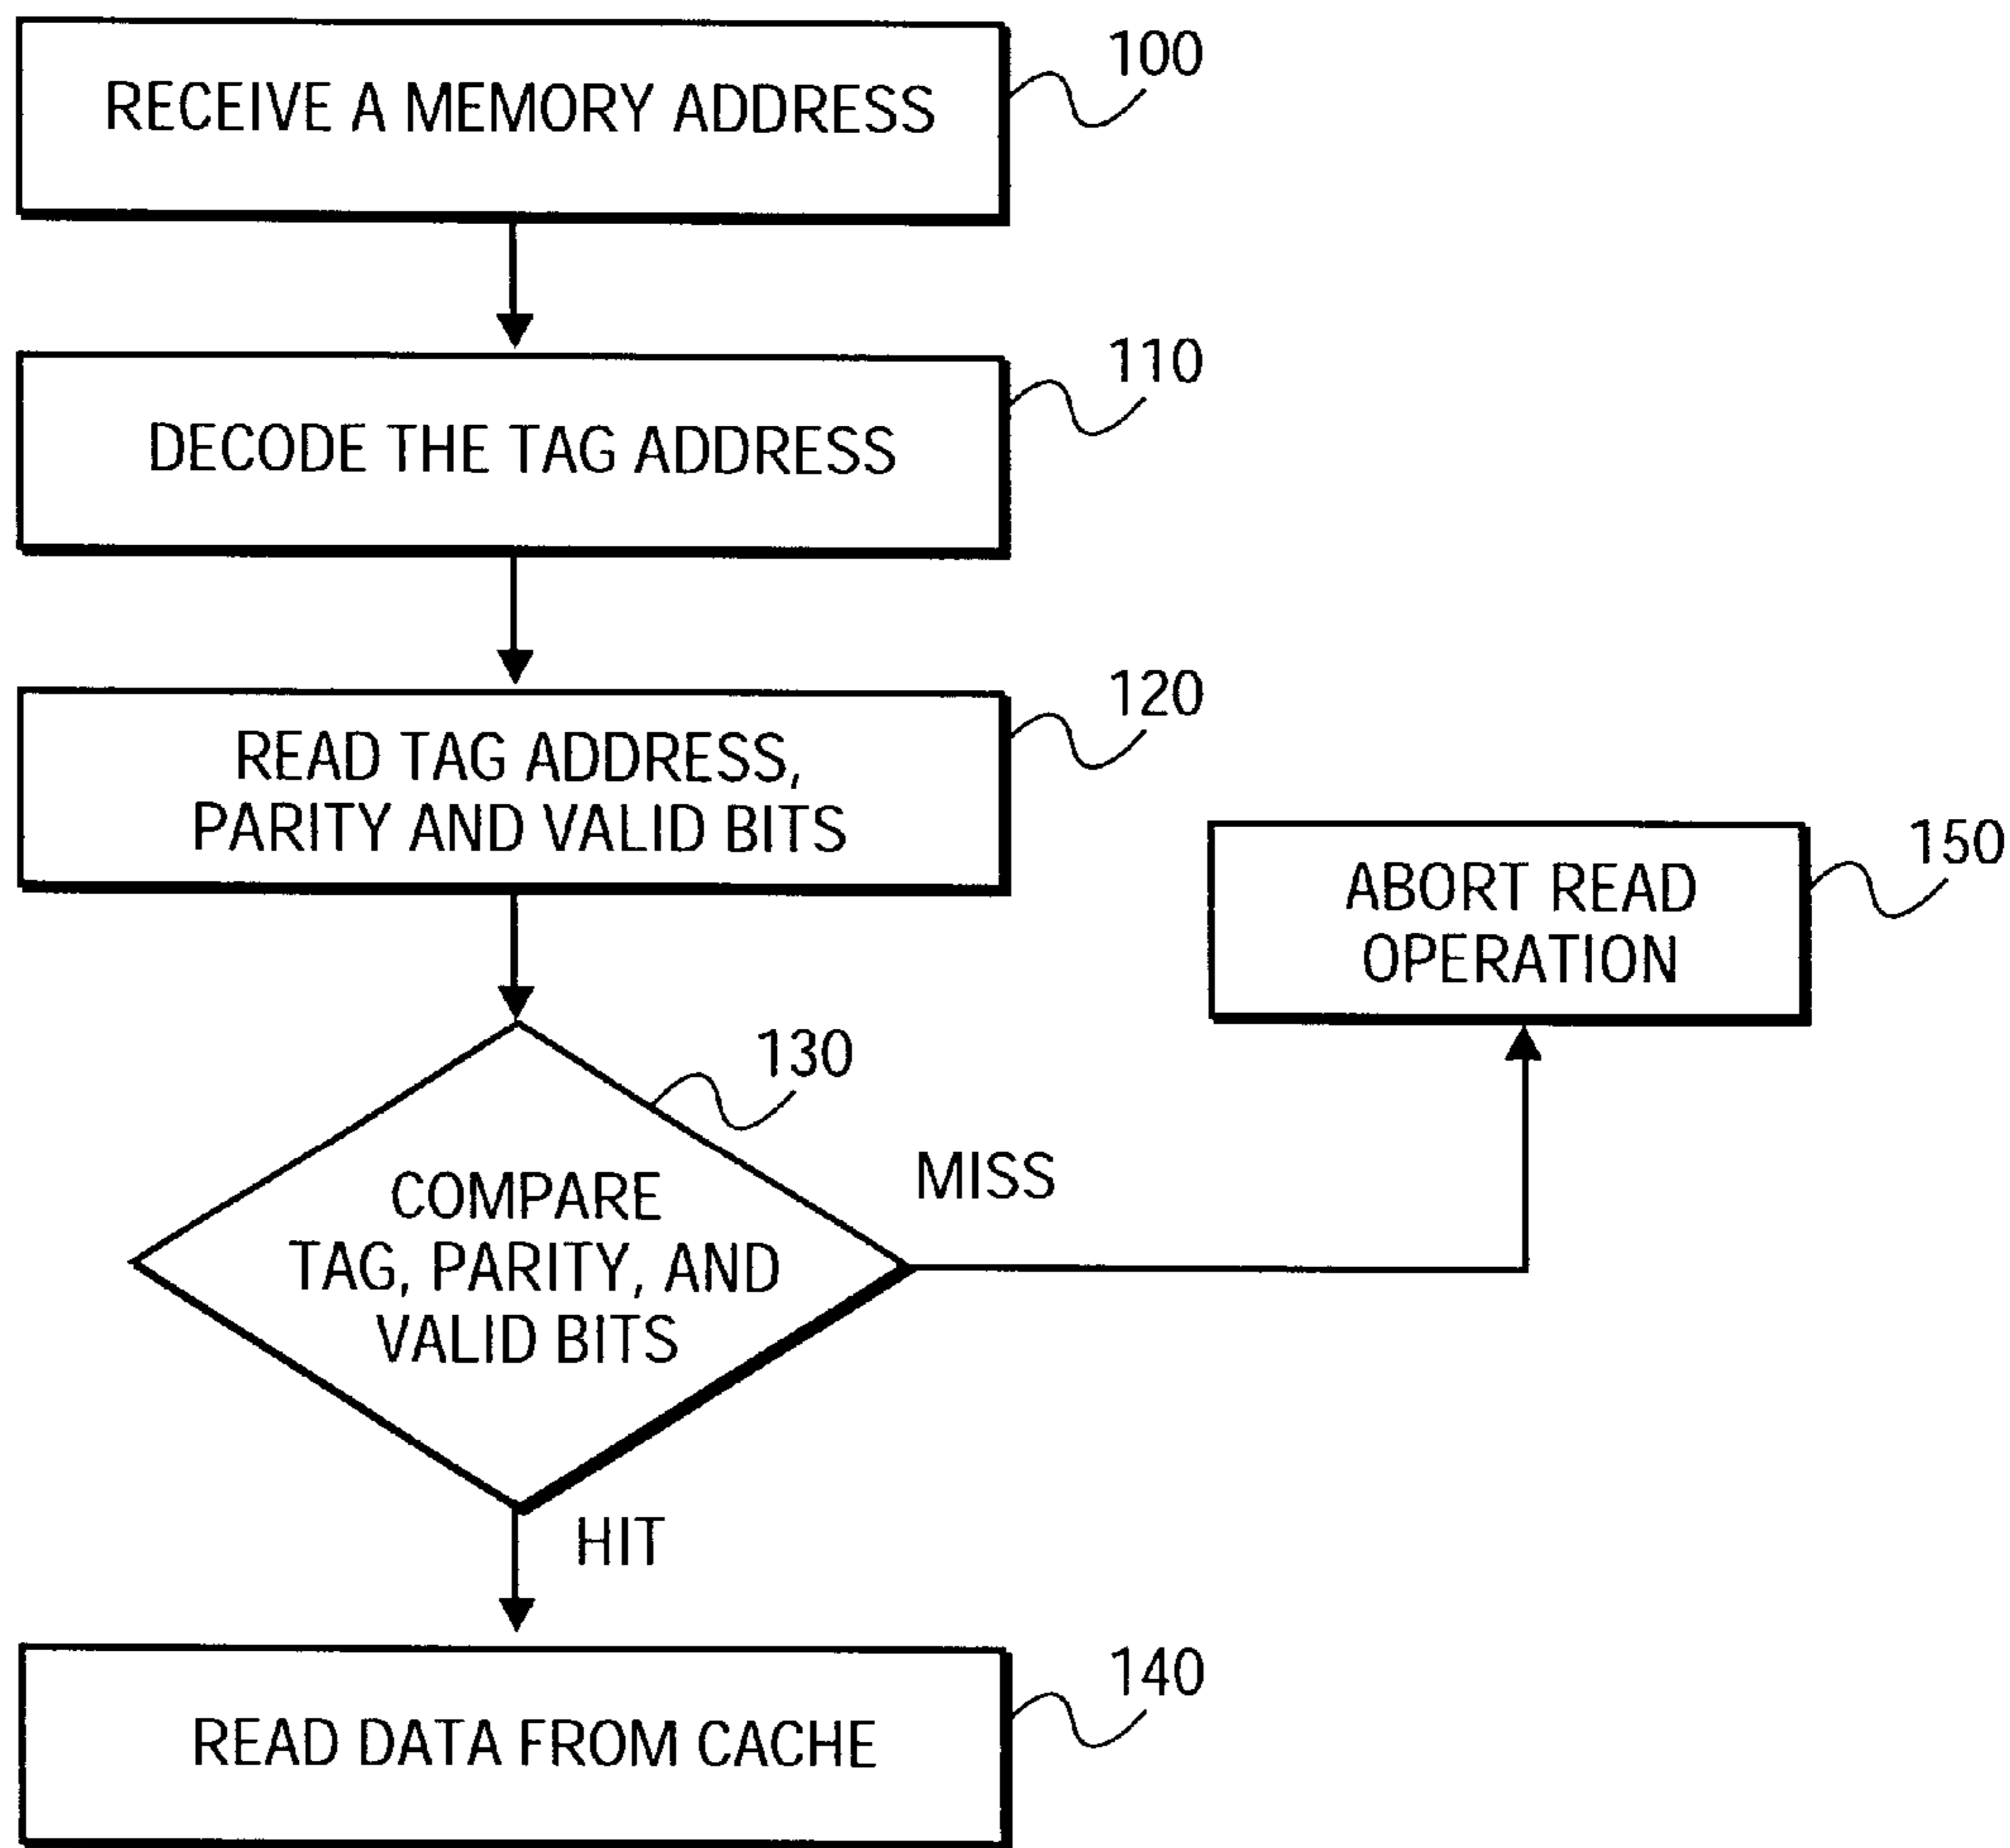 RECEIVE A MEMORY ADDRESS
100
DECODE THE TAG ADDRESS
110
READ TAG ADDRESS,
PARITY AND VALID BITS
120
ABORT READ
OPERATION
150
130
COMPARE
TAG, PARITY, AND
VALID BITS
MISS
HIT
READ DATA FROM CACHE
140